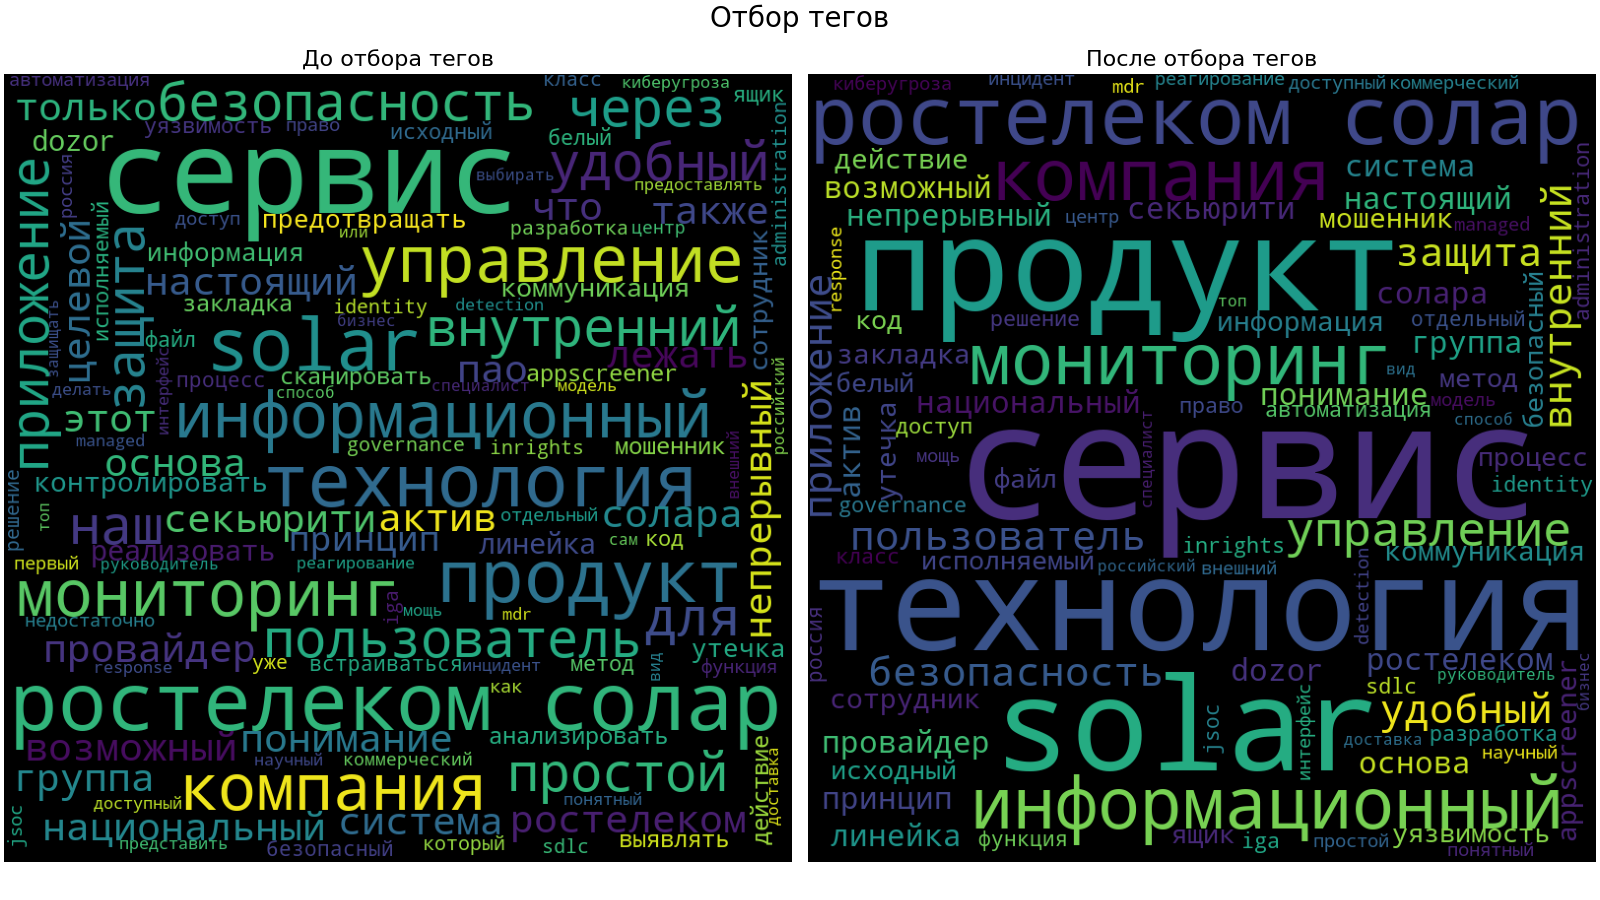 Отбор тегов
До отбора тегов
автоматизация
класс
киберугроза
только
безопасность
через
ящик
dozor
уязвимость
право
исходный
белый
administration
сервис
удобный
россия
выбирать
предоставлять
приложение
целевой
исполняемый
защита
доступ
предотвращать
или
что
также
разработка
центр
информация
управление
сотрудник
настоящий
коммуникация
закладка
identity
detection
бизнес
solar
внутренний
файл
защищать
интерфейс
лежать
процесс
сканировать
пао
appscreener
делать
способ
специалист
модель
российский
этот
информационный
непрерывный
managed
governance
inrights
мошенник
основа
внешний
контролировать
технология
решение
топ
наш
секьюрити
актив
отдельный
солара
принцип
линейка
сам
код
реализовать
первый
руководитель
реагирование
мониторинг
продукт
iga
мощь
mdr
для
недостаточно
провайдер
пользователь
утечка
response
уже
встраиваться
инцидент
метод
вид
функция
как
ростелеком
солар
возможный
понимание
анализировать
научный
коммерческий
группа
компания
простой
действие
доставка
доступный
понятный
jsoc
национальный
система
ростелеком
представить
безопасный
который
sdlc
выявлять
После отбора тегов
киберугроза
инцидент
mdr
реагирование
доступный
коммерческий
ростелеком
солар
действие
компания
система
administration
возможный
настоящий
непрерывный
центр
секьюрити
мошенник
managed
внутренний
response
продукт
защита
приложение
топ
солара
безопасный
код
решение
информация
отдельный
закладка
мониторинг
группа
белый
вид
метод
национальный
понимание
модель
актив
утечка
право
автоматизация
способ
доступ
сервис
специалист
мощь
файл
процесс
governance
identity
пользователь
inrights
управление
класс
исполняемый
российский
внешний
коммуникация
технология
detection
россия
безопасность
dozor
ростелеком
sdlc
руководитель
бизнес
сотрудник
solar
jsoc
интерфейс
удобный
appscreener
провайдер
доставка
разработка
исходный
основа
научный
принцип
информационный
линейка
функция
ящик
iga
простой
уязвимость
понятный